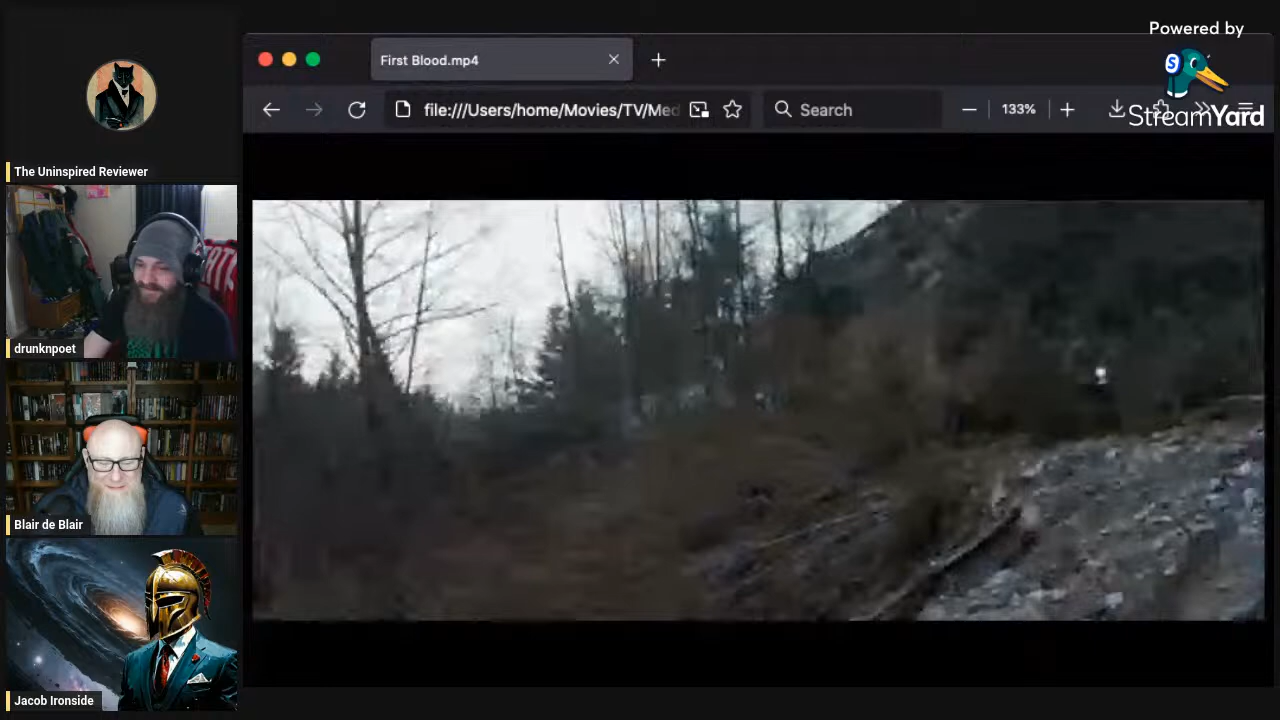 Powered by
StreamYard
First Blood.mp4
file:///Users/home/Movies/TV/Med
Search
133%
The Uninspired Reviewer
drunknpoet
Blair de Blair
Jacob Ironside